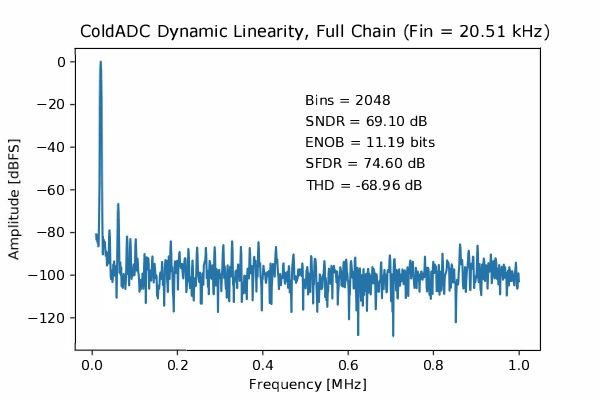 ColdADC Dynamic Linearity, Full Chain (Fin = 20.51 kHz)
Bins = 2048
SNDR = 69.10 dB
ENOB = 11.19 bits
SFDR = 74.60 dB
THD = -68.96 dB
Amplitude [dBFS]
0
−20
−40
−60
−80
−100
−120
0.0 0.2 0.4 0.6 0.8 1.0
Frequency [MHz]